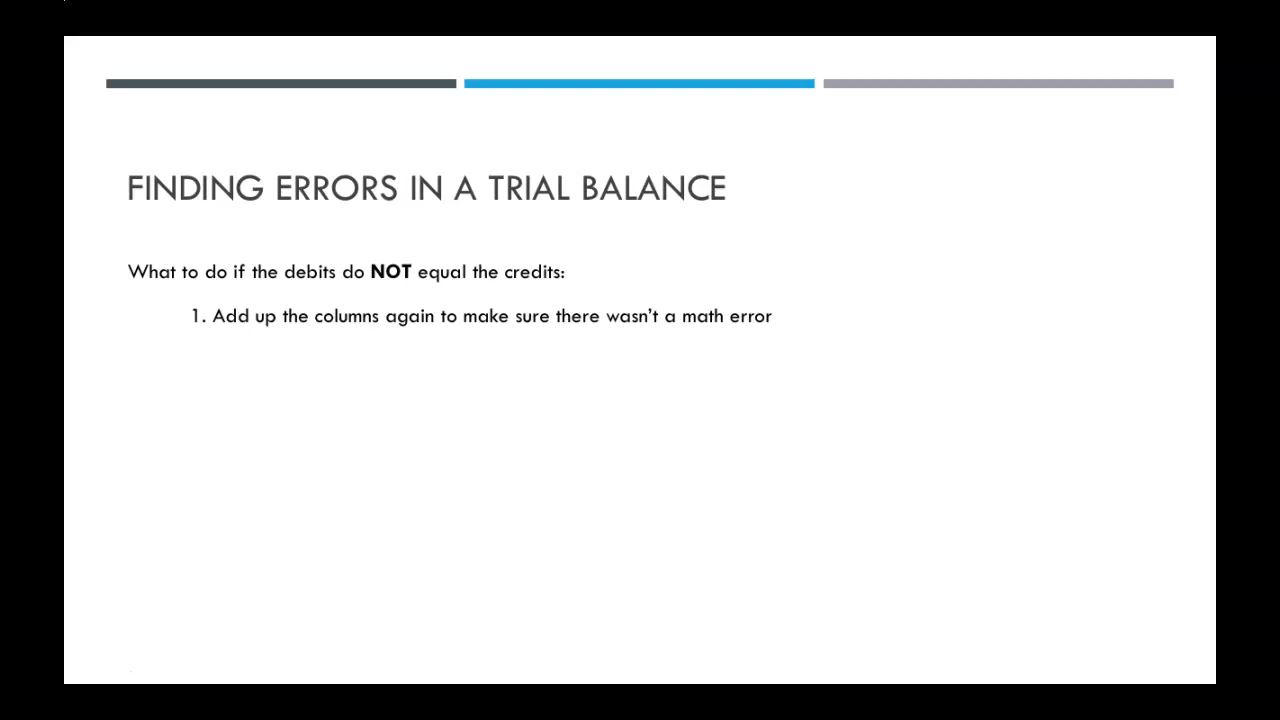 FINDING ERRORS IN A TRIAL BALANCE
What to do if the debits do NOT equal the credits:
1. Add up the columns again to make sure there wasn’t a math error